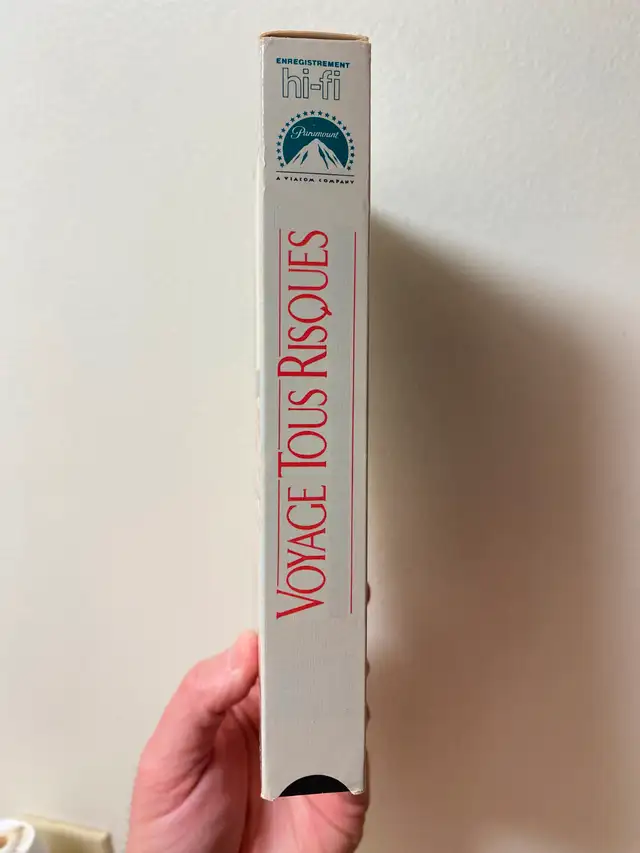 ENREGISTREMENT
hi-fi
Paramount
A VIACOM COMPANY
VOYAGE TOUS RISQUES